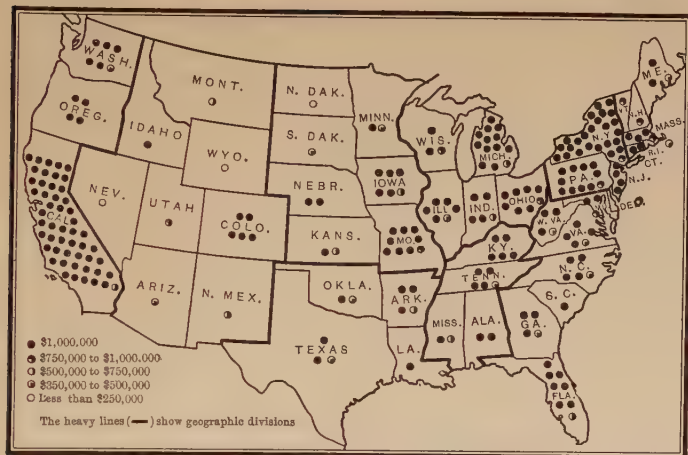 WASH.
MONT.
N. DAK.
MINN.
ME.
OREG.
IDAHO
S. DAK.
WIS.
MICH.
VT.
N.H.
MASS.
N.Y.
R.I.
CT.
WYO.
NEBR.
IOWA
PA.
N.J.
NEV.
UTAH
COLO.
ILL.
IND.
OHIO
DEL.
CAL.
KANS.
MO.
KY.
W. VA.
VA.
ARIZ.
N. MEX.
OKLA.
ARK.
TENN.
N.C.
TEXAS
LA.
MISS.
ALA.
GA.
S.C.
FLA.
$1,000,000
$750,000 to $1,000,000
$500,000 to $750,000
$350,000 to $500,000
Less than $250,000
The heavy lines (—) show geographic divisions